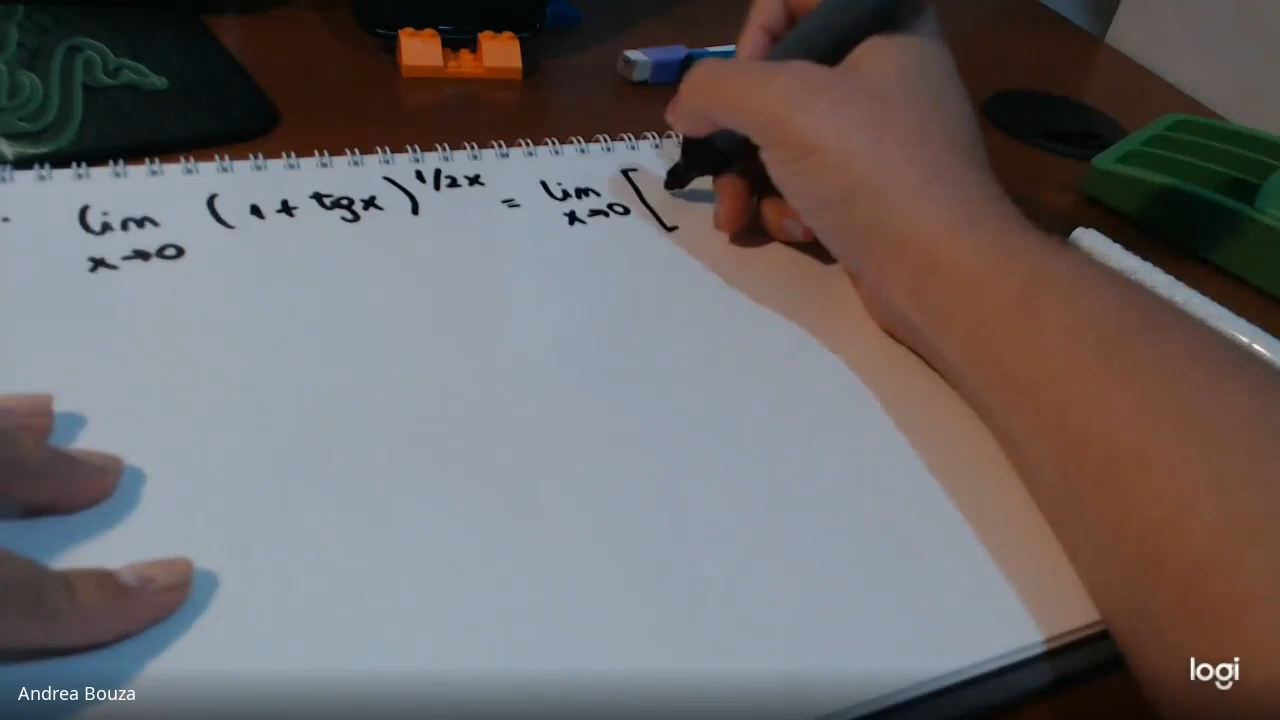 lim (1 + tgx)^1/2x = lim [
x→0 x→0
logi
Andrea Bouza